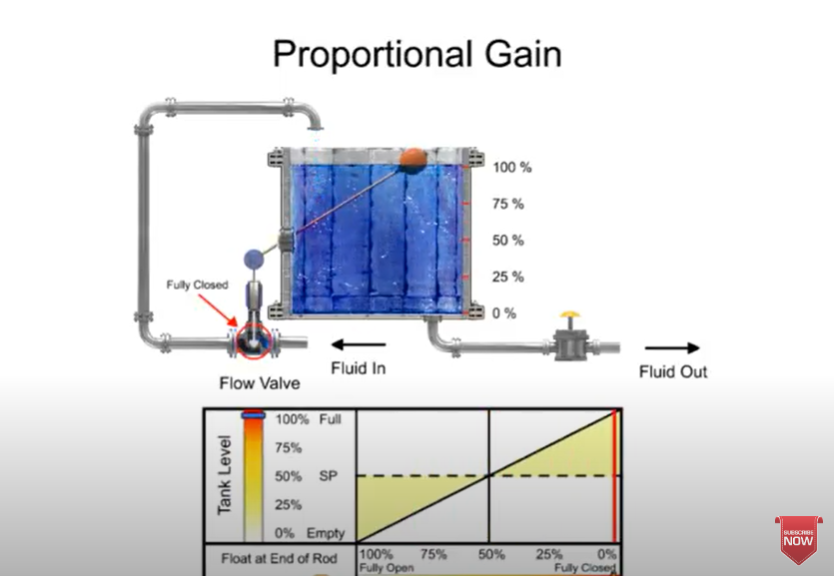 Proportional Gain
100 %
75 %
50 %
25 %
0 %
Fully Closed
Flow Valve
Fluid In
Fluid Out
Tank Level
100% Full
75%
50% SP
25%
0% Empty
Float at End of Rod
100% 75% 50% 25% 0%
Fully Open Fully Closed
SUBSCRIBE
NOW